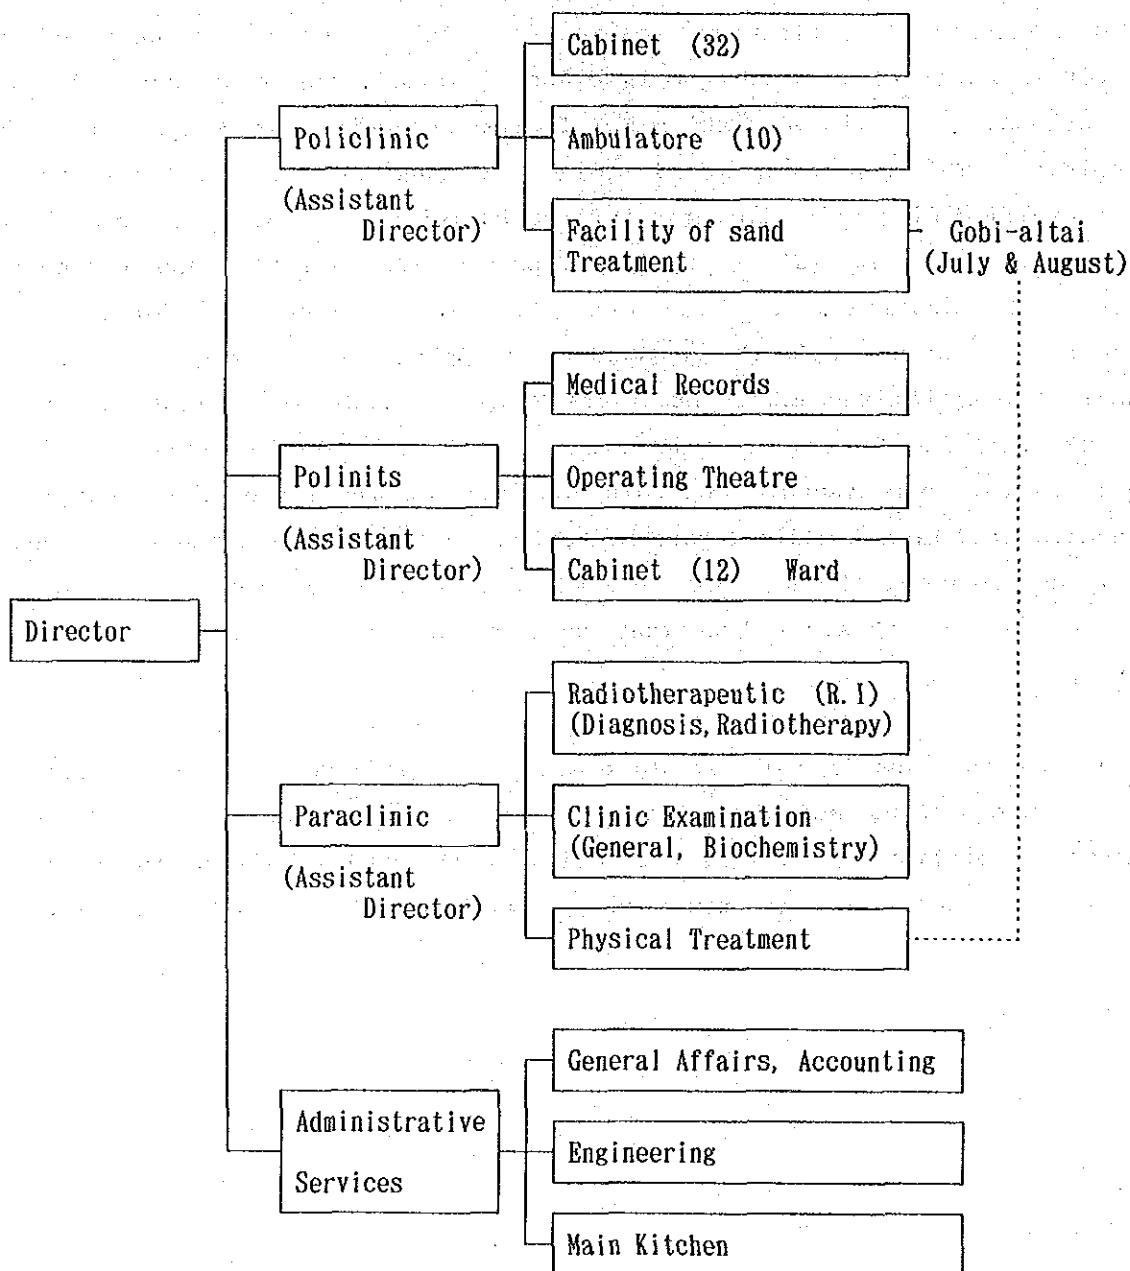 Director
Policlinic
(Assistant
Director)
Cabinet (32)
Ambulatore (10)
Facility of sand
Treatment
Gobi-altai
(July & August)
Polinits
(Assistant
Director)
Medical Records
Operating Theatre
Cabinet (12) Ward
Paraclinic
(Assistant
Director)
Radiotherapeutic (R.I)
(Diagnosis, Radiotherapy)
Clinic Examination
(General, Biochemistry)
Physical Treatment
Administrative
Services
General Affairs, Accounting
Engineering
Main Kitchen